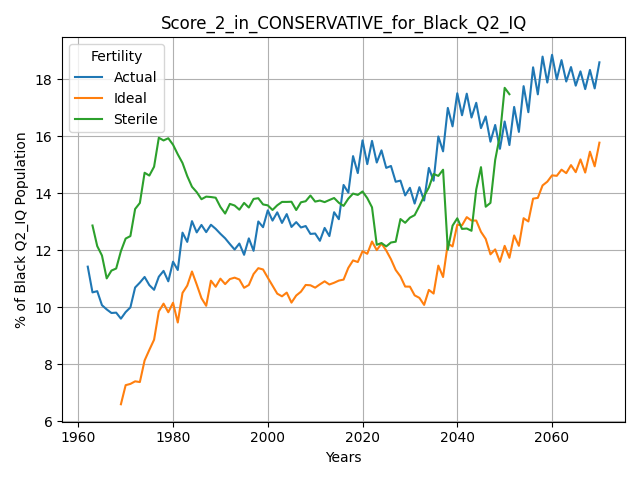 Score_2_in_CONSERVATIVE_for_Black_Q2_IQ
Fertility
Actual
Ideal
Sterile
% of Black Q2_IQ Population
18
16
14
12
10
8
6
1960
1980
2000
2020
2040
2060
Years